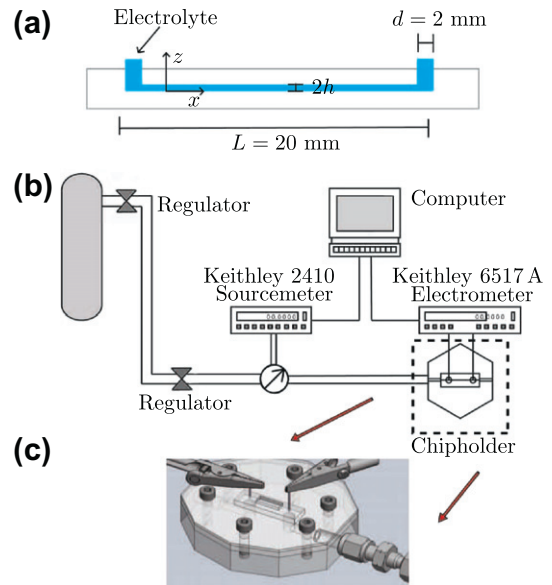 (a)
Electrolyte
d = 2 mm
z
x
2h
L = 20 mm
(b)
Regulator
Computer
Keithley 2410
Sourcemeter
Keithley 6517 A
Electrometer
Regulator
Chipholder
(c)